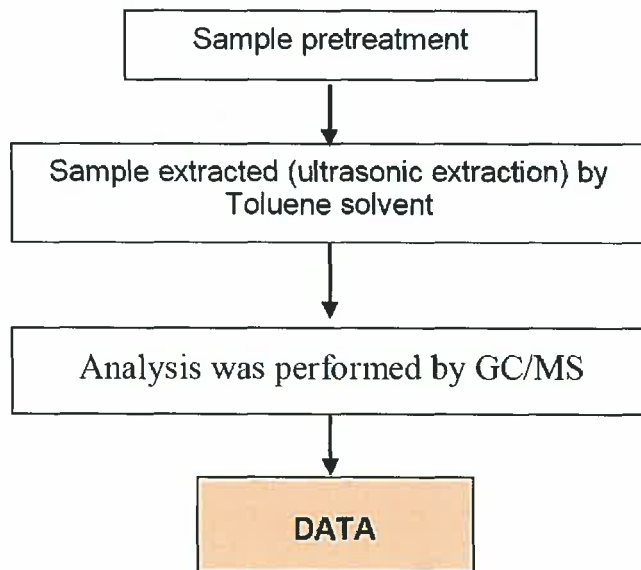 Sample pretreatment
Sample extracted (ultrasonic extraction) by
Toluene solvent
Analysis was performed by GC/MS
DATA